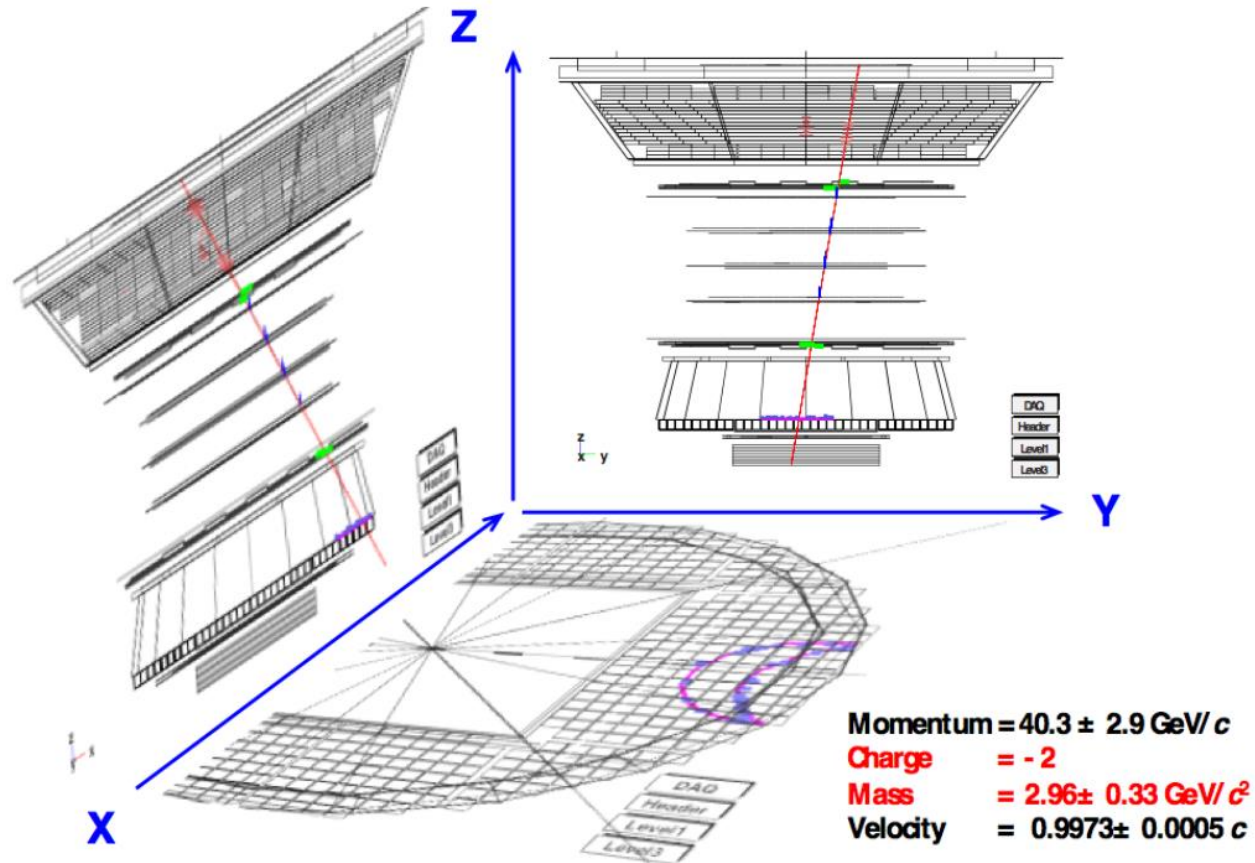 Z
DAQ
Header
Level1
Level3
z
x y
DAQ
Header
Level1
Level3
Y
X
DAQ
Header
Level1
Level3
Momentum = 40.3 ± 2.9 GeV/c
Charge = - 2
Mass = 2.96± 0.33 GeV/c²
Velocity = 0.9973± 0.0005 c